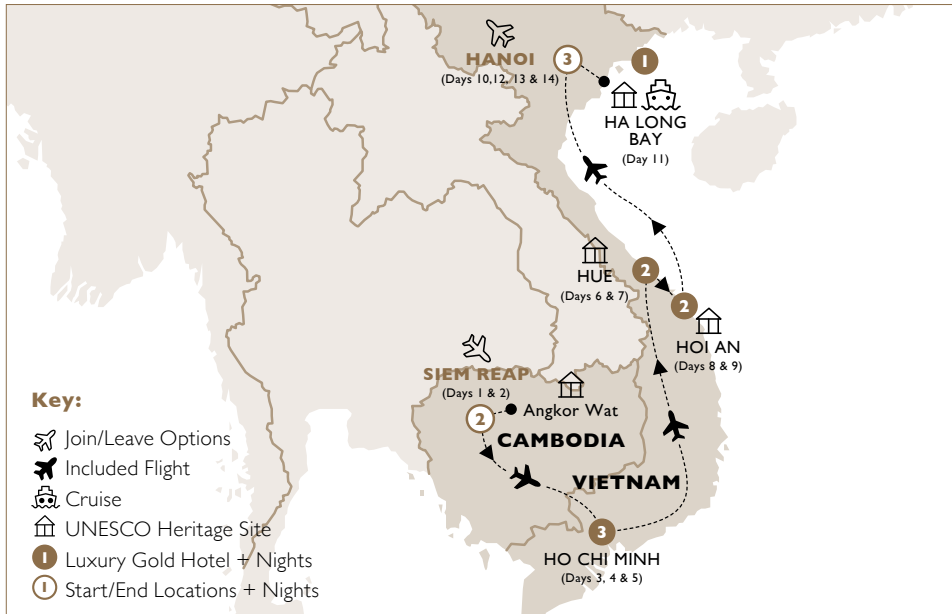 HANOI
(Days 10,12, 13 & 14)
3
1
HA LONG
BAY
(Day 11)
HUE
(Days 6 & 7)
2
2
HOI AN
(Days 8 & 9)
SIEM REAP
(Days 1 & 2)
2
Angkor Wat
CAMBODIA
VIETNAM
3
HO CHI MINH
(Days 3, 4 & 5)
Key:
Join/Leave Options
Included Flight
Cruise
UNESCO Heritage Site
1 Luxury Gold Hotel + Nights
1 Start/End Locations + Nights